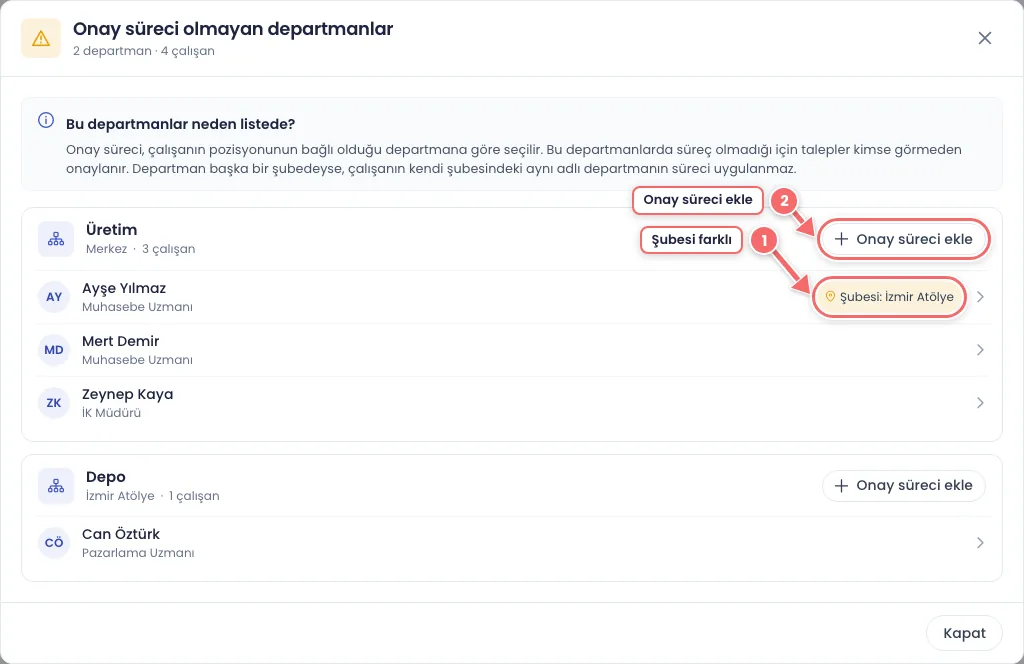 Onay süreci olmayan departmanlar
2 departman · 4 çalışan
Bu departmanlar neden listede?
Onay süreci, çalışanın pozisyonunun bağlı olduğu departmana göre seçilir. Bu departmanlarda süreç olmadığı için talepler kimse görmeden
onaylanır. Departman başka bir şubedeyse, çalışanın kendi şubesindeki aynı adlı departmanın süreci uygulanmaz.
Onay süreci ekle 2
Üretim
Merkez · 3 çalışan
Şubesi farklı 1
Onay süreci ekle
AY
Ayşe Yılmaz
Muhasebe Uzmanı
Şubesi: İzmir Atölye
MD
Mert Demir
Muhasebe Uzmanı
ZK
Zeynep Kaya
İK Müdürü
Depo
İzmir Atölye · 1 çalışan
Onay süreci ekle
CÖ
Can Öztürk
Pazarlama Uzmanı
Kapat